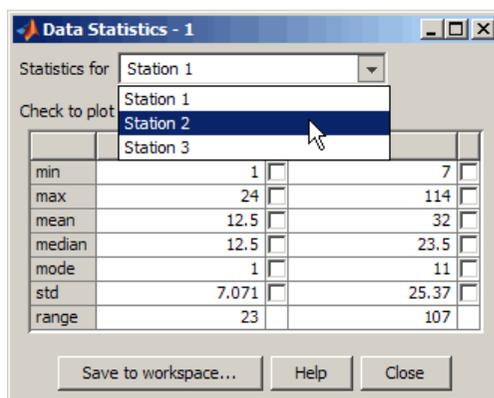 Data Statistics - 1
Statistics for Station 1
Station 1
Check to plot
Station 2
Station 3
min 1 7
max 24 114
mean 12.5 32
median 12.5 23.5
mode 1 11
std 7.071 25.37
range 23 107
Save to workspace... Help Close